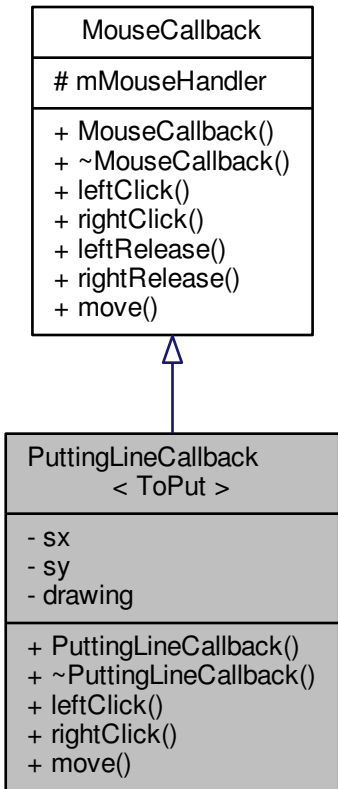 MouseCallback
# mMouseHandler
+ MouseCallback()
+ ~MouseCallback()
+ leftClick()
+ rightClick()
+ leftRelease()
+ rightRelease()
+ move()
PuttingLineCallback
< ToPut >
- sx
- sy
- drawing
+ PuttingLineCallback()
+ ~PuttingLineCallback()
+ leftClick()
+ rightClick()
+ move()